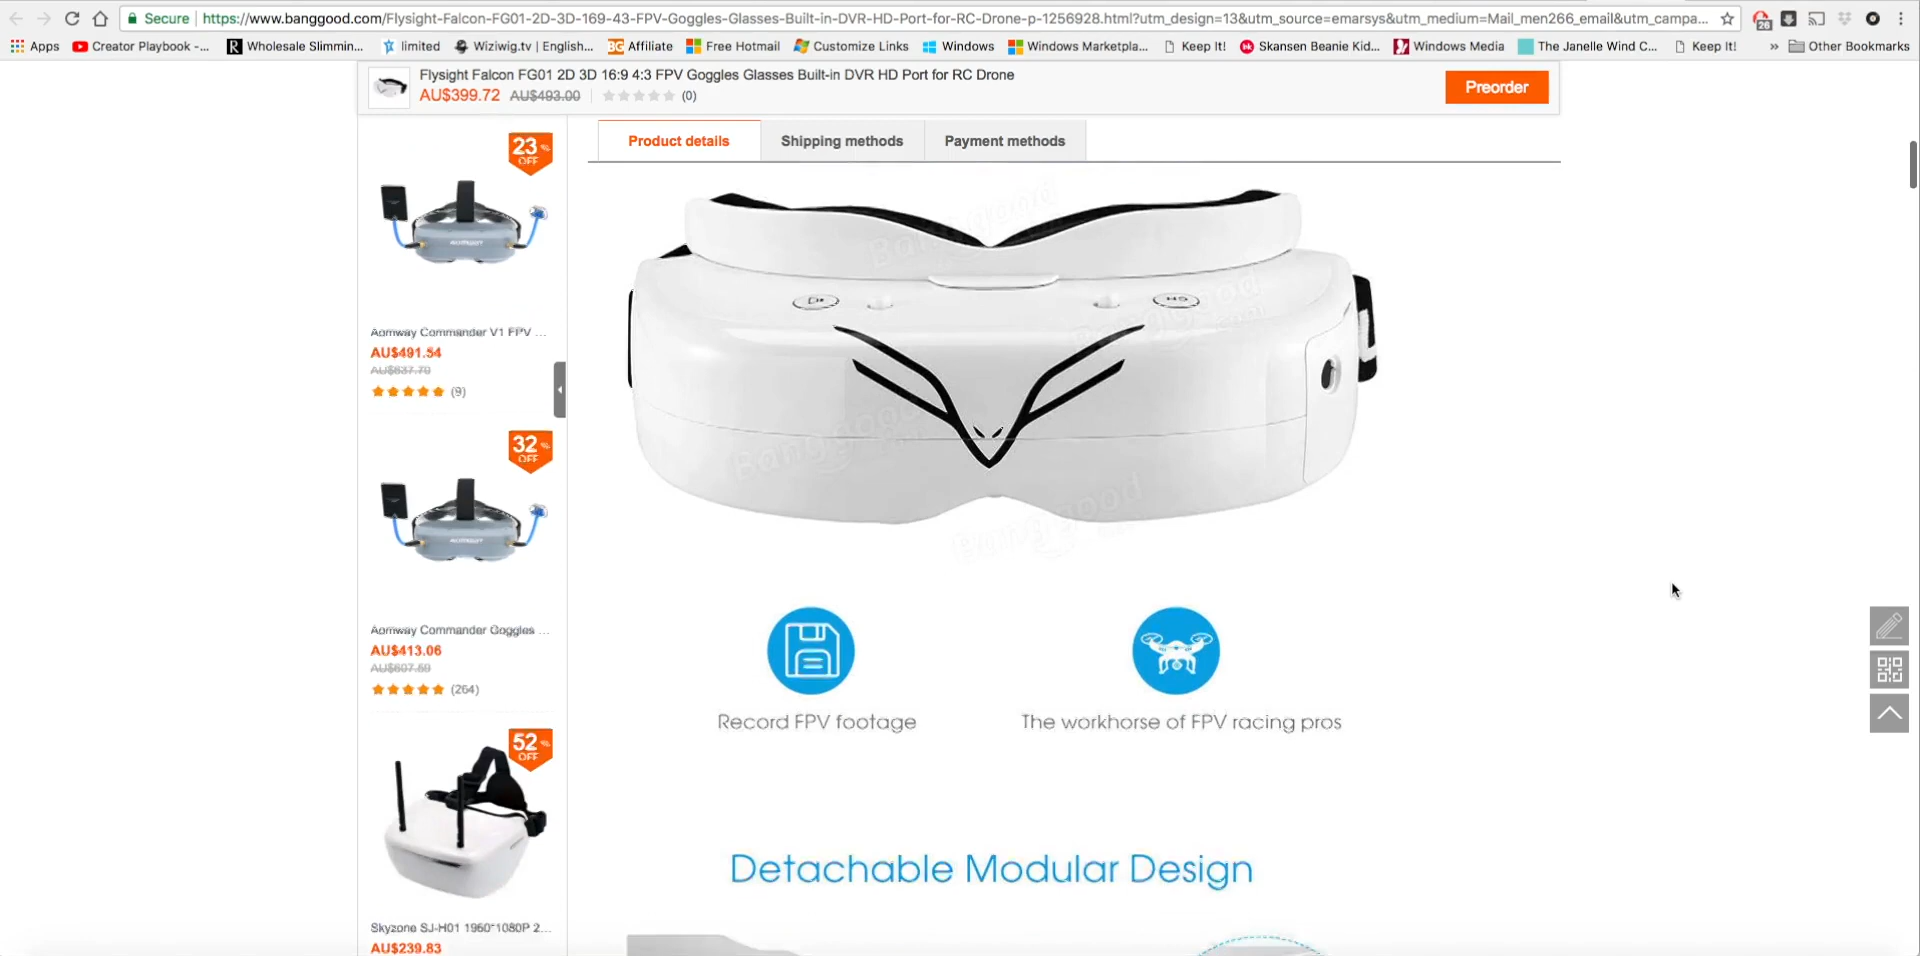 Secure
https://www.banggood.com/Flysight-Falcon-FG01-2D-3D-169-43-FPV-Goggles-Glasses-Built-in-DVR-HD-Port-for-RC-Drone-p-1256928.html?utm_design=13&utm_source=emarsys&utm_medium=Mail_men266_email&utm_campa...
26
Apps
Creator Playbook -...
Wholesale Slimmin...
limited
Wiziwig.tv | English...
Affiliate
Free Hotmail
Customize Links
Windows
Windows Marketpla...
Keep It!
Skansen Beanie Kid...
Windows Media
The Janelle Wind C...
Keep It!
»
Other Bookmarks
Flysight Falcon FG01 2D 3D 16:9 4:3 FPV Goggles Glasses Built-in DVR HD Port for RC Drone
AU$399.72 AU$493.00 (0)
Preorder
Product details
Shipping methods
Payment methods
23%
OFF
Aomway Commander V1 FPV ...
AU$491.54
AU$637.70
(9)
32%
OFF
Aomway Commander Goggles ...
AU$413.06
AU$607.59
(264)
52%
OFF
Skyzone SJ-H01 1960*1080P 2...
AU$239.83
Banggood
Banggood
.com
Banggood
Banggood
Record FPV footage
The workhorse of FPV racing pros
Detachable Modular Design